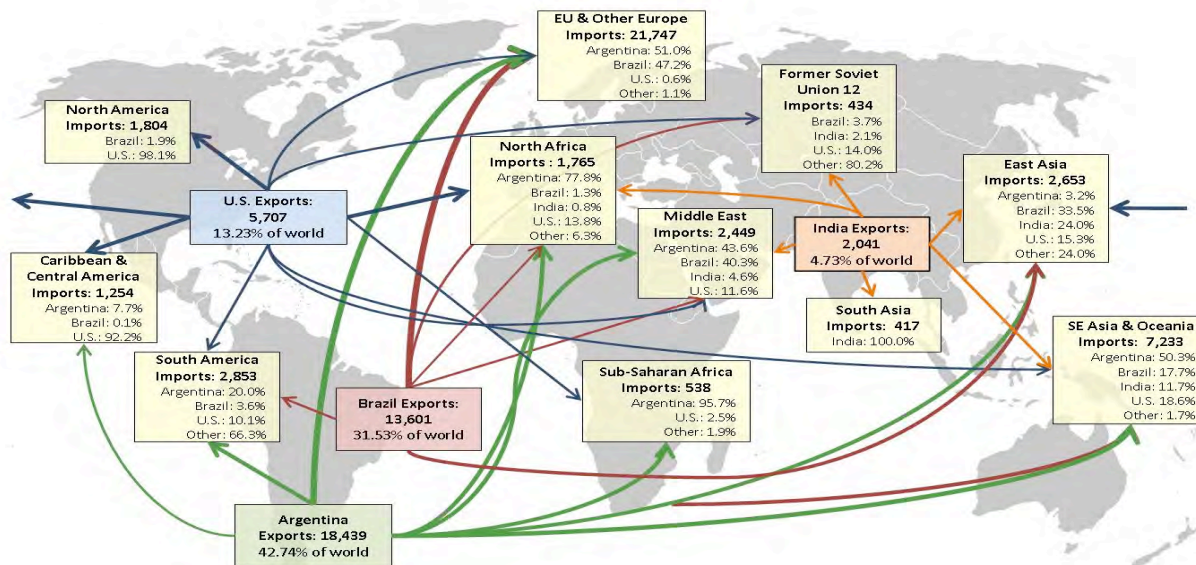 EU & Other Europe
Imports: 21,747
Argentina: 51.0%
Brazil: 47.2%
U.S.: 0.6%
Other: 1.1%
Former Soviet
Union 12
Imports: 434
Brazil: 3.7%
India: 2.1%
U.S.: 14.0%
Other: 80.2%
North America
Imports: 1,804
Brazil: 1.9%
U.S.: 98.1%
North Africa
Imports : 1,765
Argentina: 77.8%
Brazil: 1.3%
India: 0.8%
U.S.: 13.8%
Other: 6.3%
East Asia
Imports: 2,653
Argentina: 3.2%
Brazil: 33.5%
India: 24.0%
U.S.: 15.3%
Other: 24.0%
U.S. Exports:
5,707
13.23% of world
Middle East
Imports: 2,449
Argentina: 43.6%
Brazil: 40.3%
India: 4.6%
U.S.: 11.6%
India Exports:
2,041
4.73% of world
Caribbean &
Central America
Imports: 1,254
Argentina: 7.7%
Brazil: 0.1%
U.S.: 92.2%
South Asia
Imports: 417
India: 100.0%
SE Asia & Oceania
Imports: 7,233
Argentina: 50.3%
Brazil: 17.7%
India: 11.7%
U.S. 18.6%
Other: 1.7%
South America
Imports: 2,853
Argentina: 20.0%
Brazil: 3.6%
U.S.: 10.1%
Other: 66.3%
Brazil Exports:
13,601
31.53% of world
Sub-Saharan Africa
Imports: 538
Argentina: 95.7%
U.S.: 2.5%
Other: 1.9%
Argentina
Exports: 18,439
42.74% of world